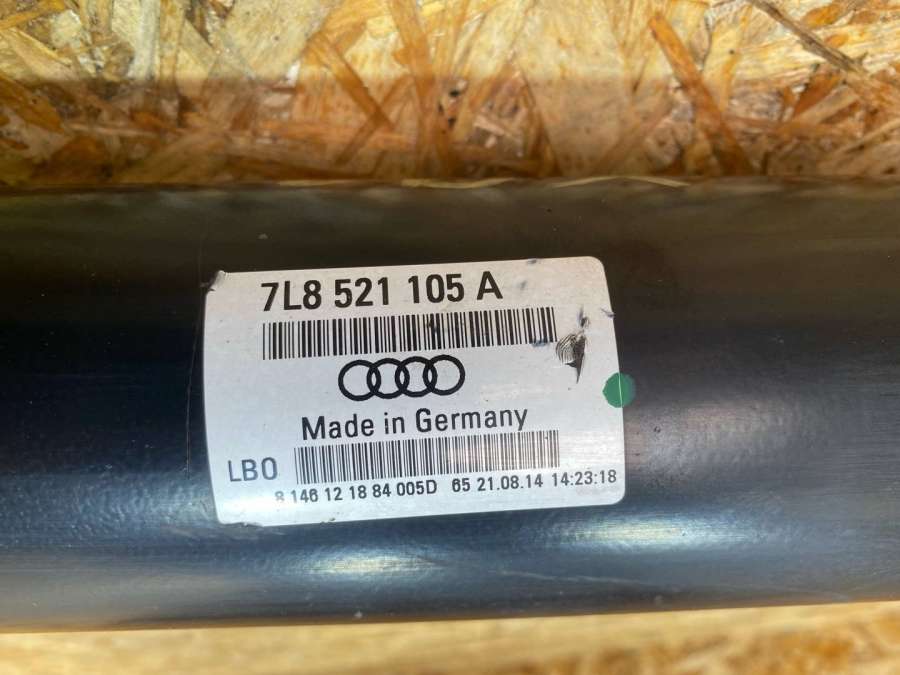 7L8 521 105 A
Made in Germany
LBO
8 146 12 18 84 005D 65 21.08.14 14:23:18